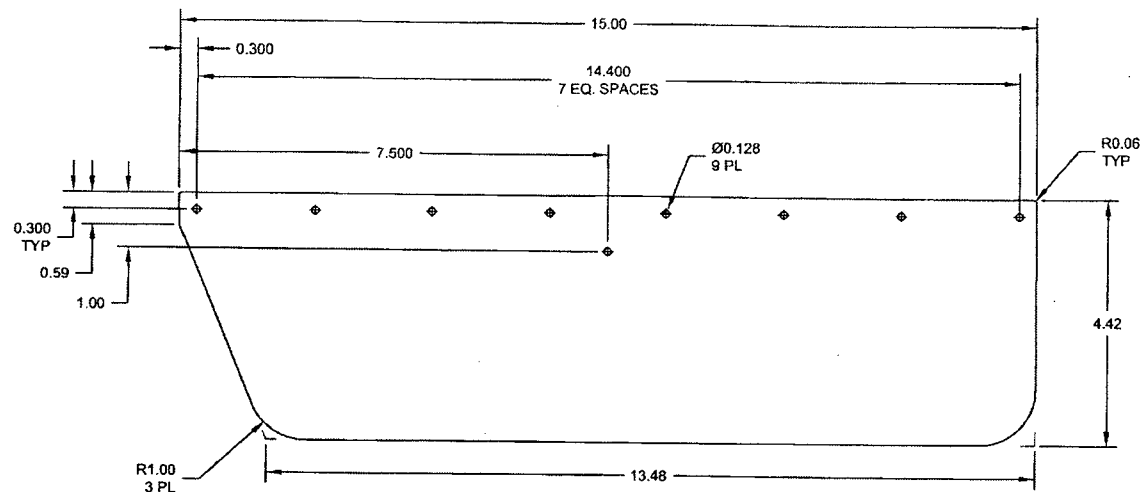 15.00
0.300
14.400
7 EQ. SPACES
7.500
Ø0.128
9 PL
R0.06
TYP
0.300
TYP
0.59
1.00
4.42
R1.00
3 PL
13.48